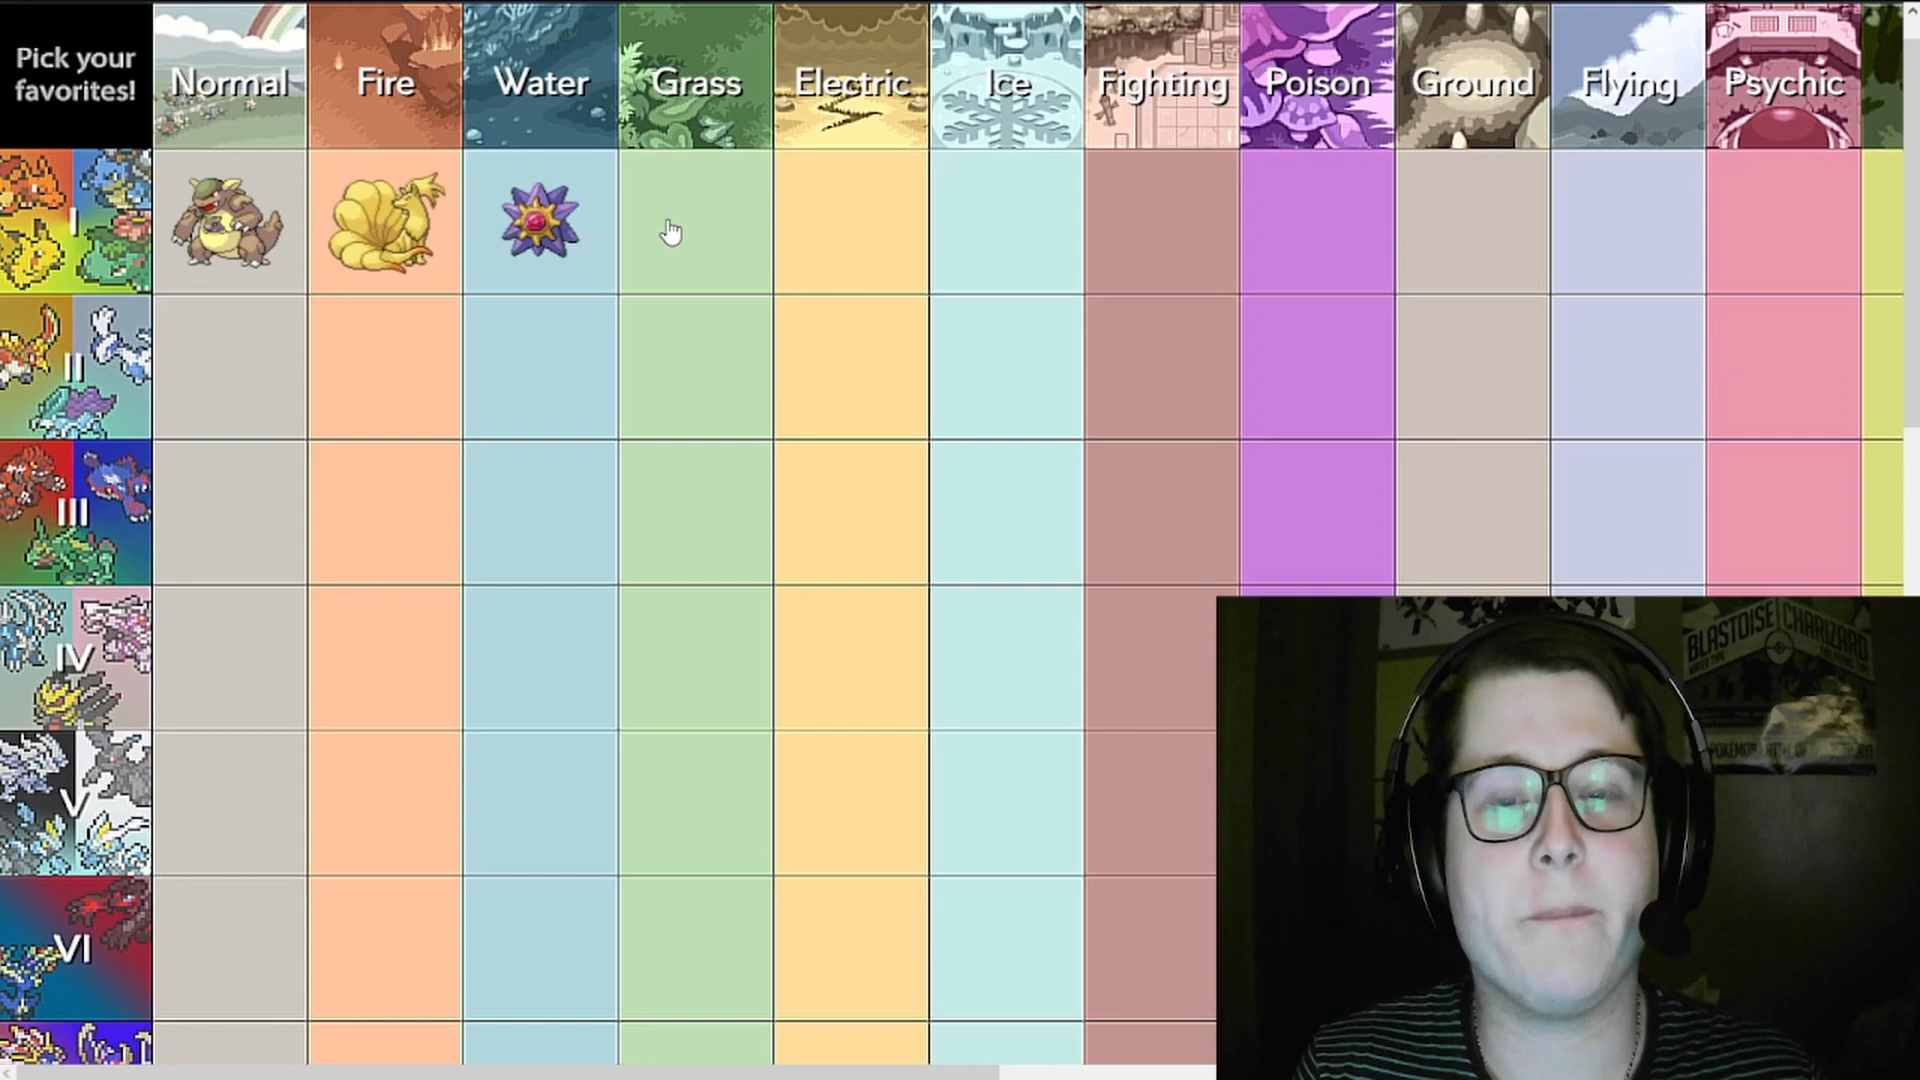 Pick your
favorites!
Normal
Fire
Water
Grass
Electric
Ice
Fighting
Poison
Ground
Flying
Psychic
I
II
III
IV
V
VI
BLASTOISE
CHARIZARD